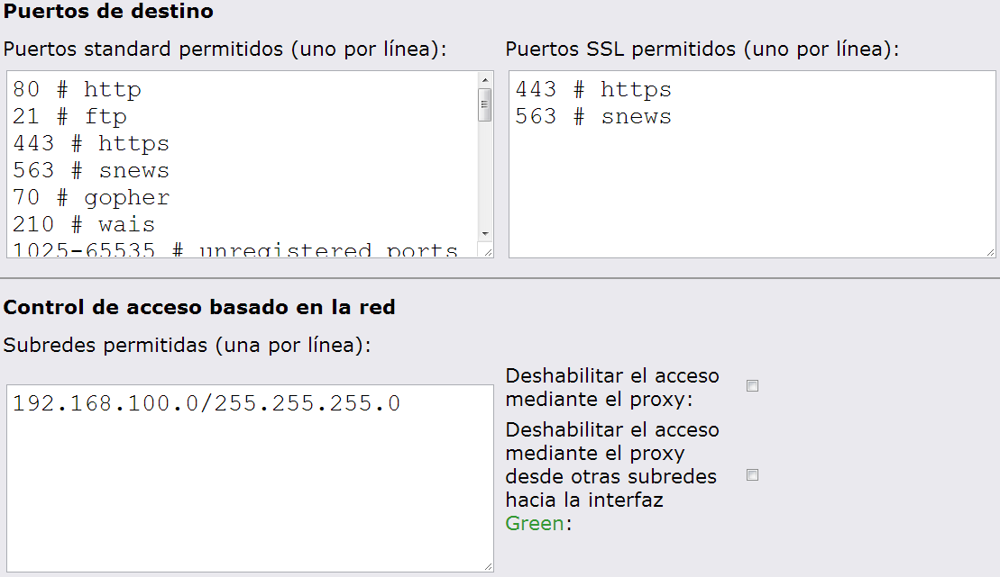 Puertos de destino
Puertos standard permitidos (uno por línea):
80 # http
21 # ftp
443 # https
563 # snews
70 # gopher
210 # wais
1025-65535 # unregistered ports
Puertos SSL permitidos (uno por línea):
443 # https
563 # snews
Control de acceso basado en la red
Subredes permitidas (una por línea):
192.168.100.0/255.255.255.0
Deshabilitar el acceso
mediante el proxy:
Deshabilitar el acceso
mediante el proxy
desde otras subredes
hacia la interfaz
Green: